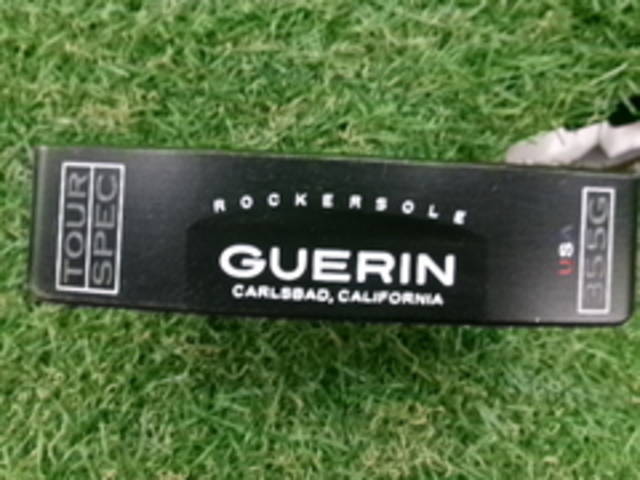 TOUR
SPEC
ROCKERSOLE
GUERIN
CARLSBAD, CALIFORNIA
USA
355G